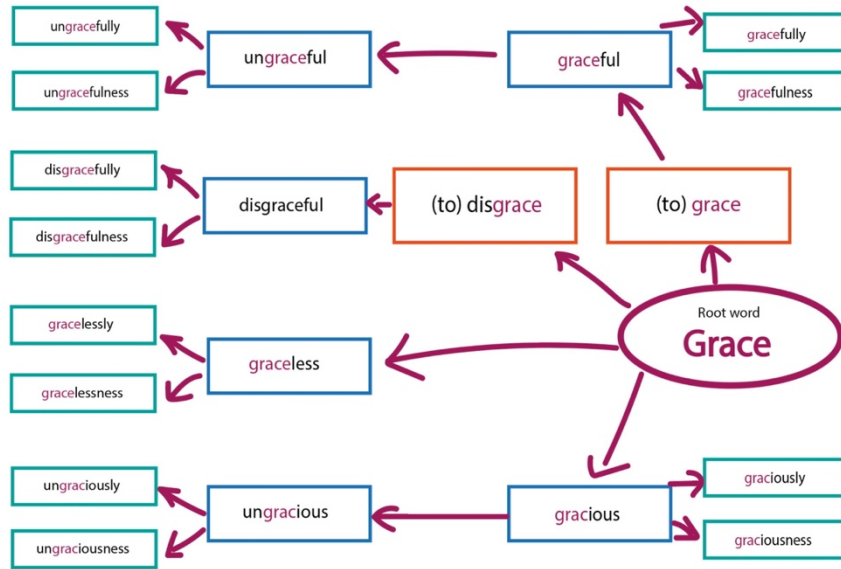 ungracefully
ungraceful
graceful
gracefully
ungracefulness
gracefulness
disgracefully
disgraceful
(to) disgrace
(to) grace
disgracefulness
Root word
Grace
gracelessly
graceless
gracelessness
ungraciously
ungracious
gracious
graciously
ungraciousness
graciousness